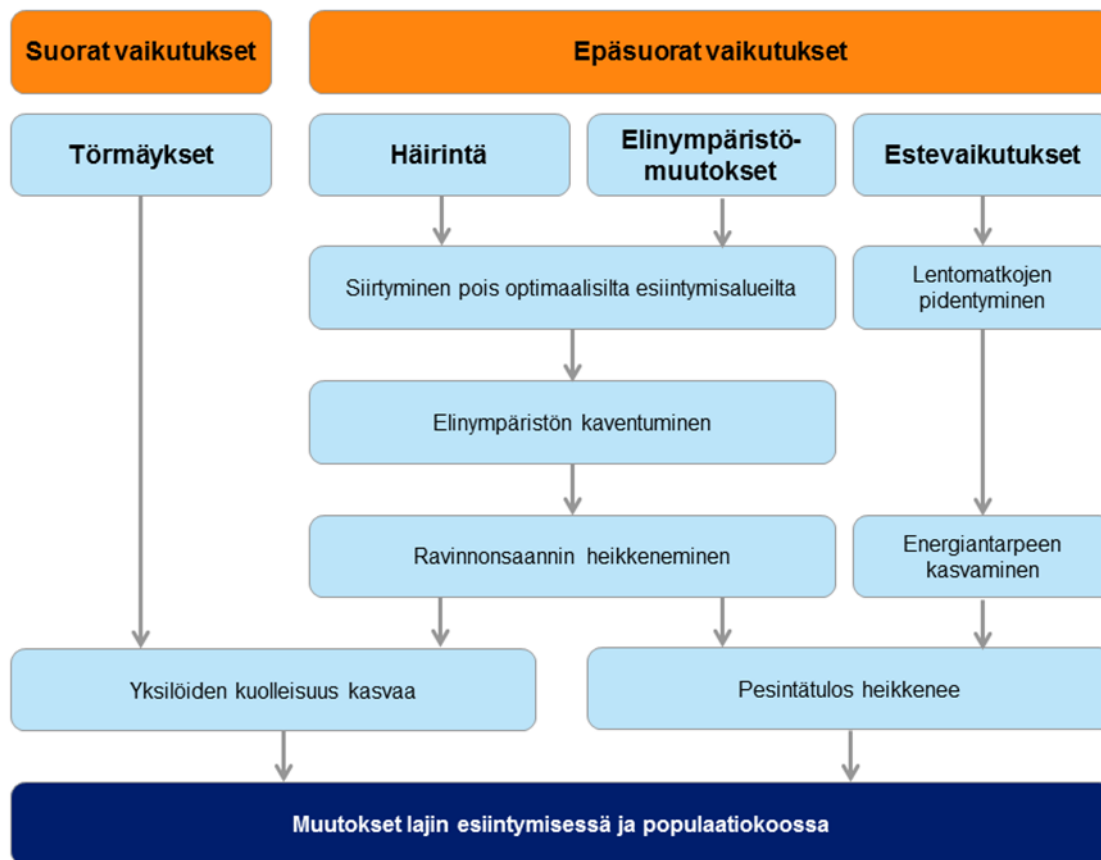 Suorat vaikutukset
Epäsuorat vaikutukset
Törmäykset
Häirintä
Elinympäristö-
muutokset
Estevaikutukset
Siirtyminen pois optimaalisilta esiintymisalueilta
Lentomatkojen
pidentyminen
Elinympäristön kaventuminen
Ravinnonsaannin heikkeneminen
Energiantarpeen
kasvaminen
Yksilöiden kuolleisuus kasvaa
Pesintätulos heikkenee
Muutokset lajin esiintymisessä ja populaatiokoossa